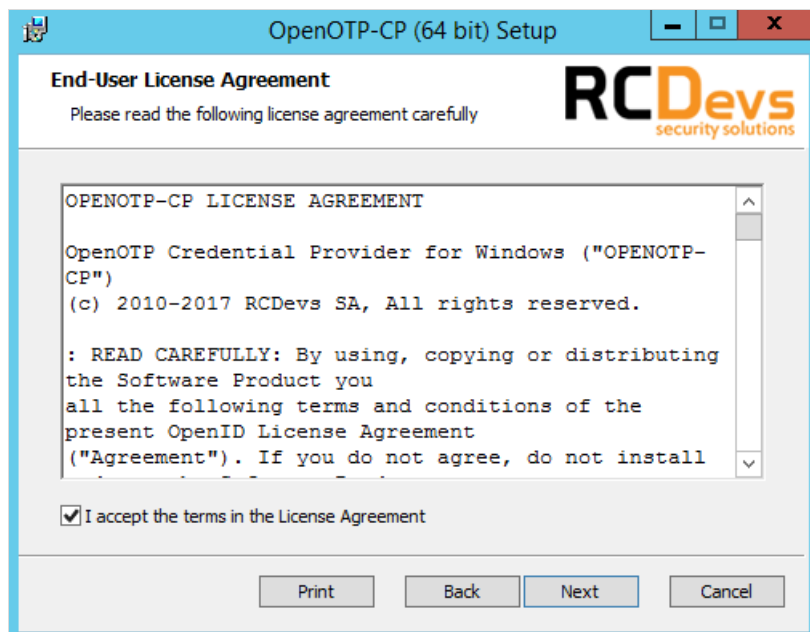 OpenOTP-CP (64 bit) Setup
End-User License Agreement
Please read the following license agreement carefully
RCDevs
security solutions
OPENOTP-CP LICENSE AGREEMENT
OpenOTP Credential Provider for Windows ("OPENOTP-
CP")
(c) 2010-2017 RCDevs SA, All rights reserved.
: READ CAREFULLY: By using, copying or distributing
the Software Product you
all the following terms and conditions of the
present OpenID License Agreement
("Agreement"). If you do not agree, do not install
I accept the terms in the License Agreement
Print
Back
Next
Cancel